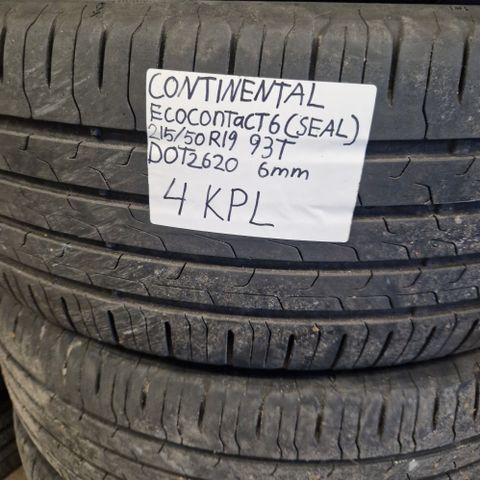 CONTINENTAL
ECOCONTACT6(SEAL)
215/50R19 93T
DOT2620 6mm
4 KPL